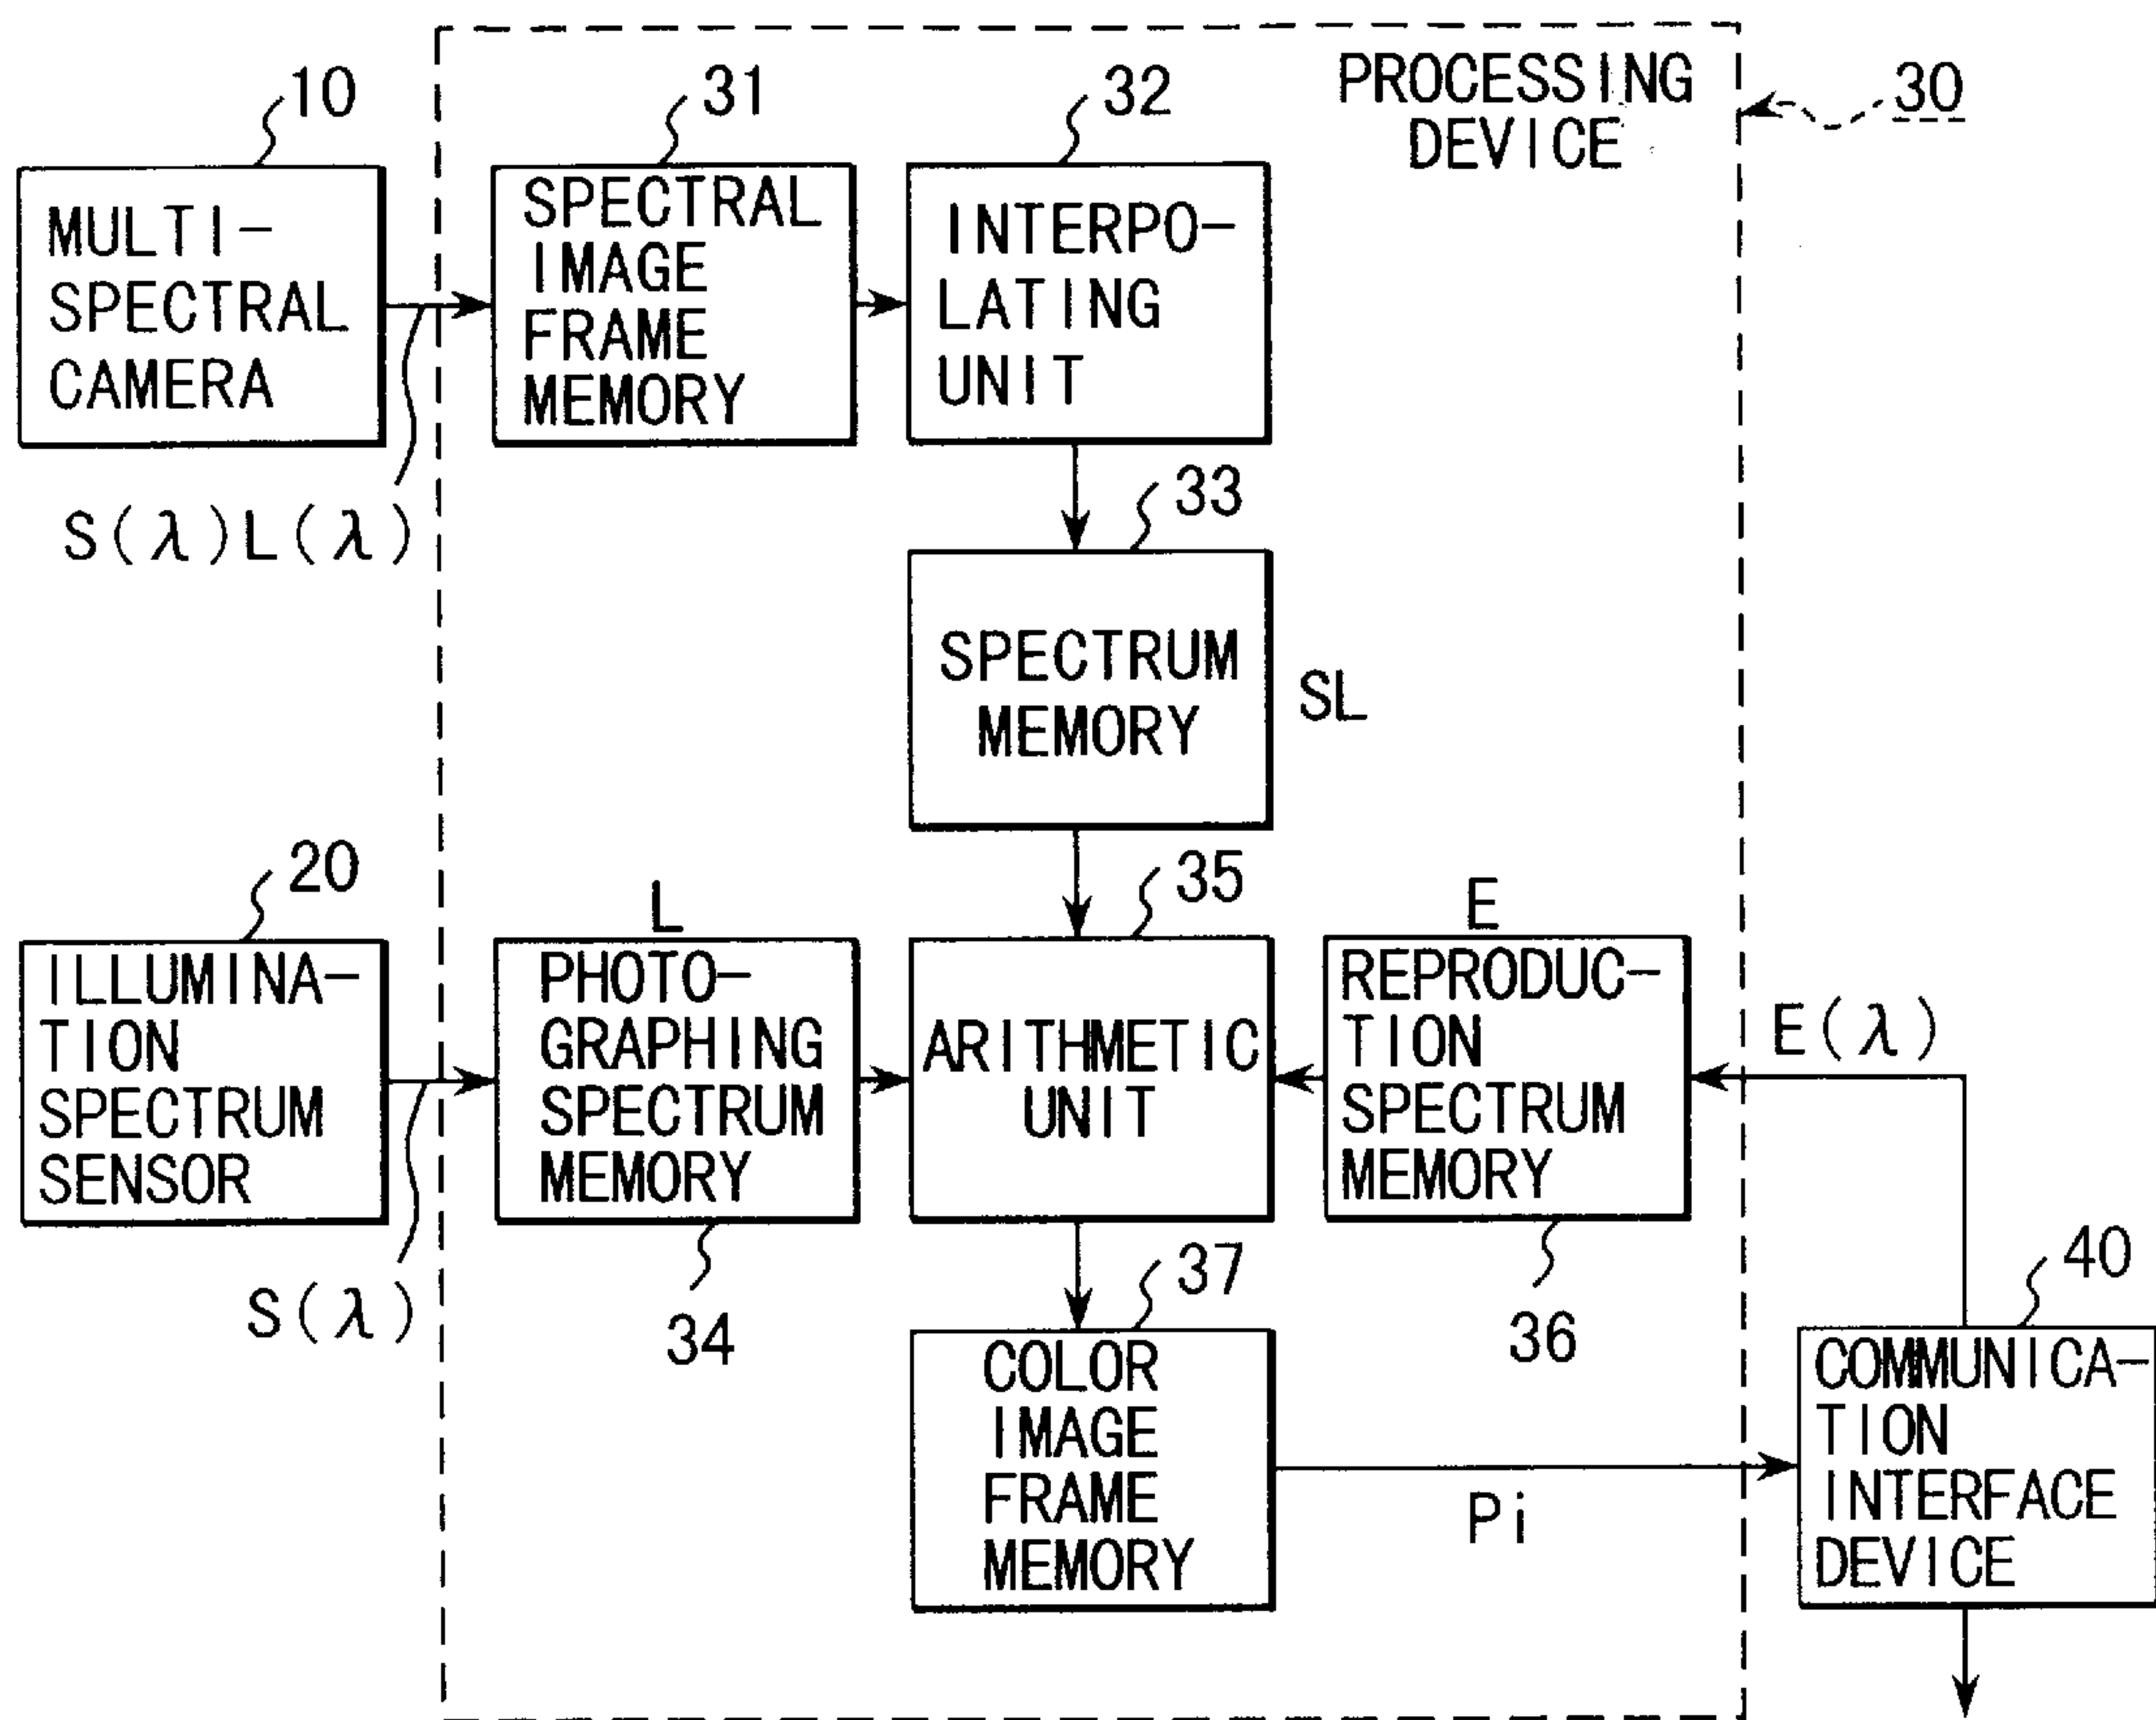 PROCESSING
DEVICE
30
10
MULTI-
SPECTRAL
CAMERA
S(λ)L(λ)
31
SPECTRAL
IMAGE
FRAME
MEMORY
32
INTERPO-
LATING
UNIT
33
SPECTRUM
MEMORY
SL
20
ILLUMINA-
TION
SPECTRUM
SENSOR
S(λ)
L
PHOTO-
GRAPHING
SPECTRUM
MEMORY
34
35
ARITHMETIC
UNIT
E
REPRODUC-
TION
SPECTRUM
MEMORY
36
E(λ)
37
COLOR
IMAGE
FRAME
MEMORY
Pi
40
COMMUNICA-
TION
INTERFACE
DEVICE